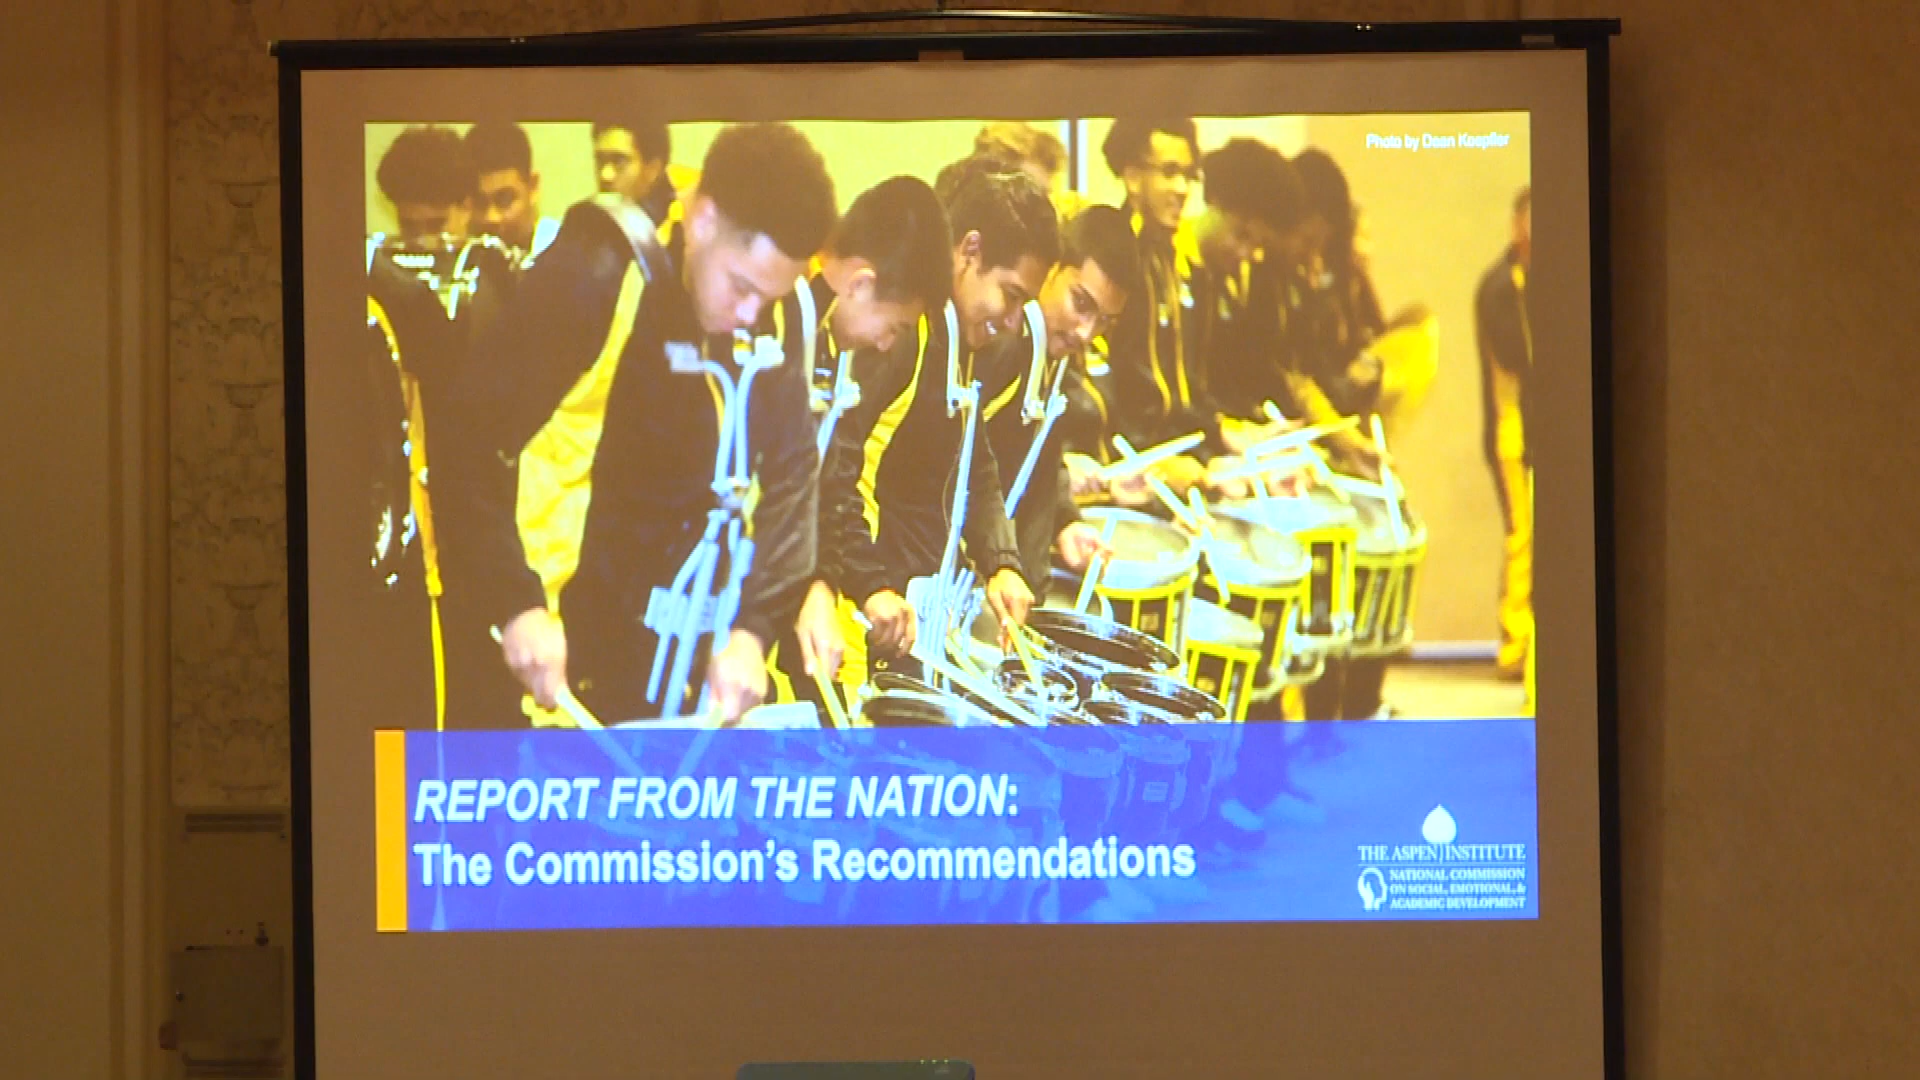 Photo by Dean Koepfler
REPORT FROM THE NATION:
The Commission's Recommendations
THE ASPEN INSTITUTE
NATIONAL COMMISSION
ON SOCIAL, EMOTIONAL, &
ACADEMIC DEVELOPMENT